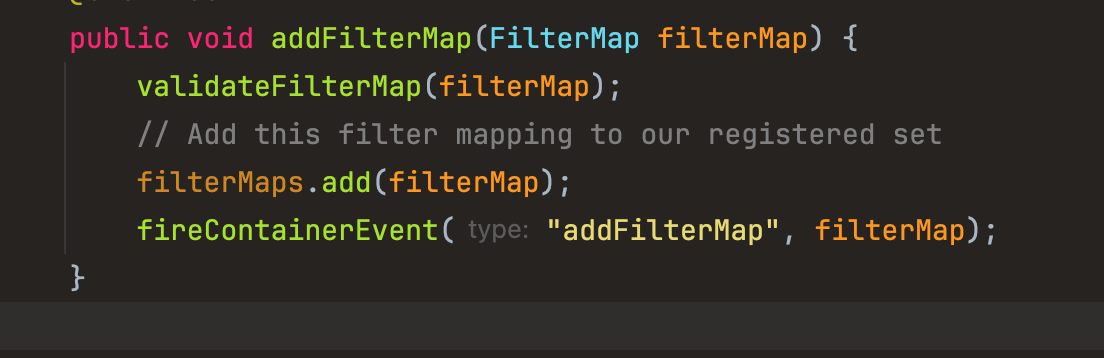 public void addFilterMap(FilterMap filterMap) {
validateFilterMap(filterMap);
// Add this filter mapping to our registered set
filterMaps.add(filterMap);
fireContainerEvent( type: "addFilterMap", filterMap);
}